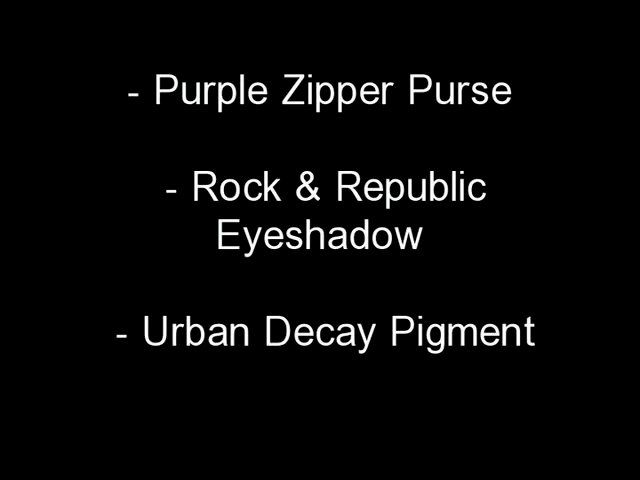 - Purple Zipper Purse
- Rock & Republic
Eyeshadow
- Urban Decay Pigment